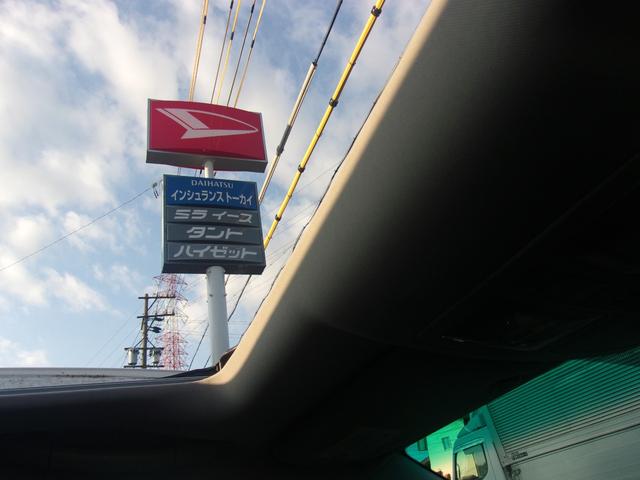 DAIHATSU
インシュランス トーカイ
ミラ イース
タント
ハイゼット